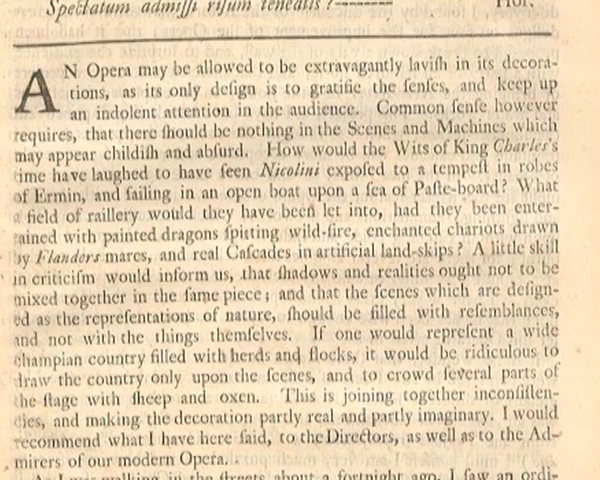 Spectatum admiſſi riſum teneatis?-------- Hor.
AN Opera may be allowed to be extravagantly laviſh in its decora-
tions, as its only deſign is to gratifie the ſenſes, and keep up
an indolent attention in the audience. Common ſenſe however
requires, that there ſhould be nothing in the Scenes and Machines which
may appear childiſh and abſurd. How would the Wits of King Charles's
time have laughed to have ſeen Nicolini expoſed to a tempeſt in robes
of Ermin, and ſailing in an open boat upon a ſea of Paſte-board? What
a field of raillery would they have been let into, had they been enter-
tained with painted dragons ſpitting wild-fire, enchanted chariots drawn
by Flanders mares, and real Caſcades in artificial land-skips? A little skill
in criticiſm would inform us, that ſhadows and realities ought not to be
mixed together in the ſame piece; and that the ſcenes which are deſign-
ed as the repreſentations of nature, ſhould be filled with reſemblances,
and not with the things themſelves. If one would repreſent a wide
champian country filled with herds and flocks, it would be ridiculous to
draw the country only upon the ſcenes, and to crowd ſeveral parts of
the ſtage with ſheep and oxen. This is joining together inconſiſten-
cies, and making the decoration partly real and partly imaginary. I would
recommend what I have here ſaid, to the Directors, as well as to the Ad-
mirers of our modern Opera.
As I was walking in the ſtreets about a fortnight ago, I ſaw an ordi-